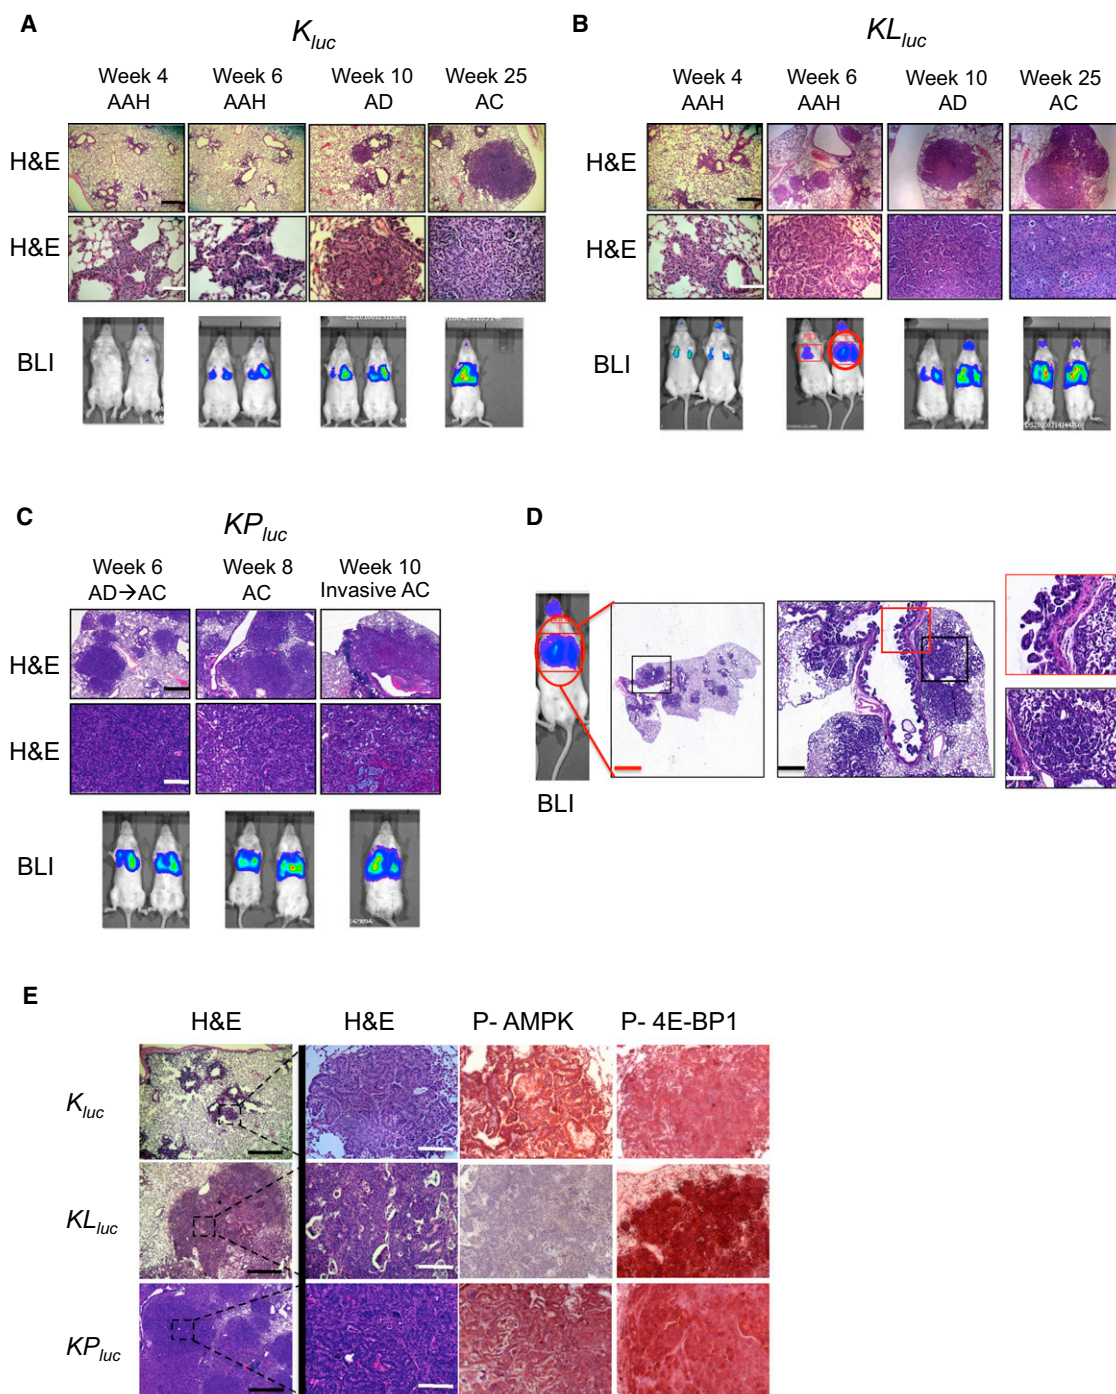 A
K luc
Week 4 AAH
Week 6 AAH
Week 10 AD
Week 25 AC
H&E
H&E
BLI
B
KL luc
Week 4 AAH
Week 6 AAH
Week 10 AD
Week 25 AC
H&E
H&E
BLI
C
KP luc
Week 6 AD→AC
Week 8 AC
Week 10 Invasive AC
H&E
H&E
BLI
D
BLI
E
H&E
H&E
P- AMPK
P- 4E-BP1
K luc
KL luc
KP luc